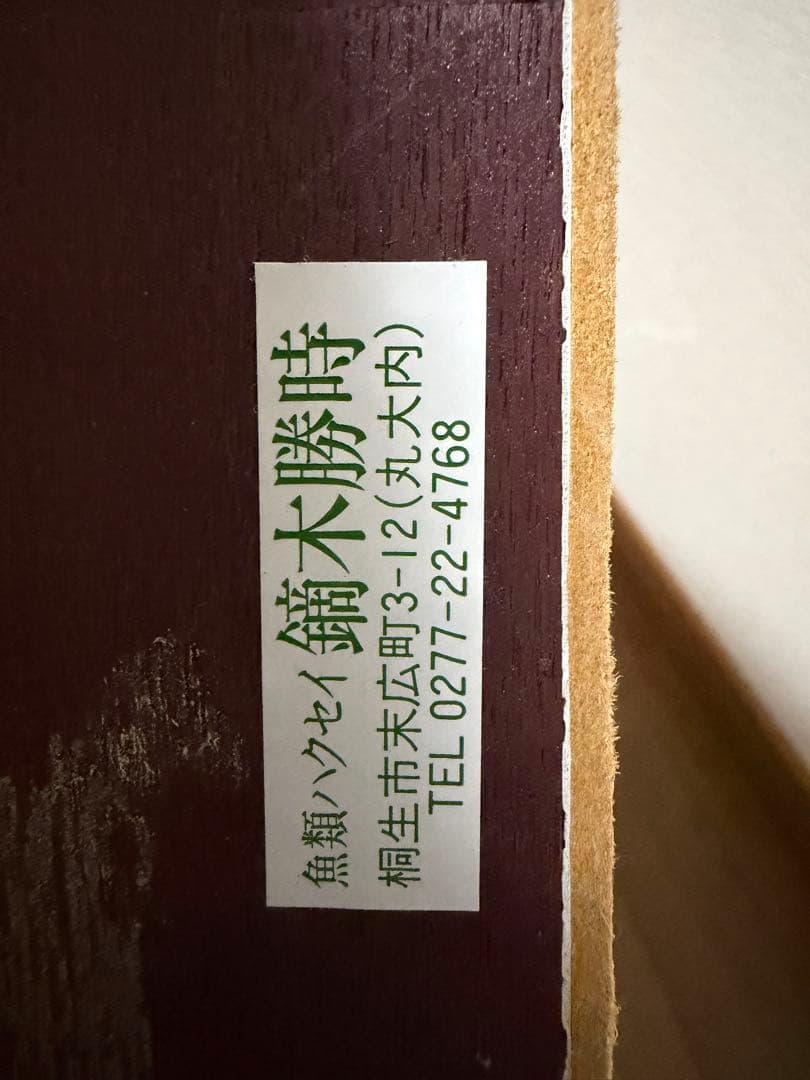 魚類ハクセイ 鏑木勝時
桐生市末広町3-12(丸大内)
TEL 0277-22-4768